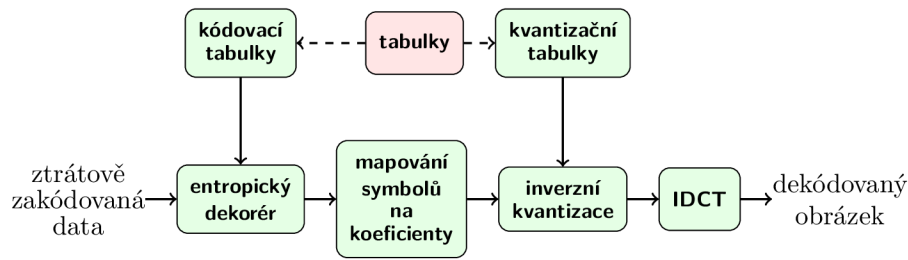 kódovací
tabulky
tabulky
kvantizační
tabulky
ztrátově
zakódovaná
data
entropický
dekorér
mapování
symbolů
na
koeficienty
inverzní
kvantizace
IDCT
dekódovaný
obrázek